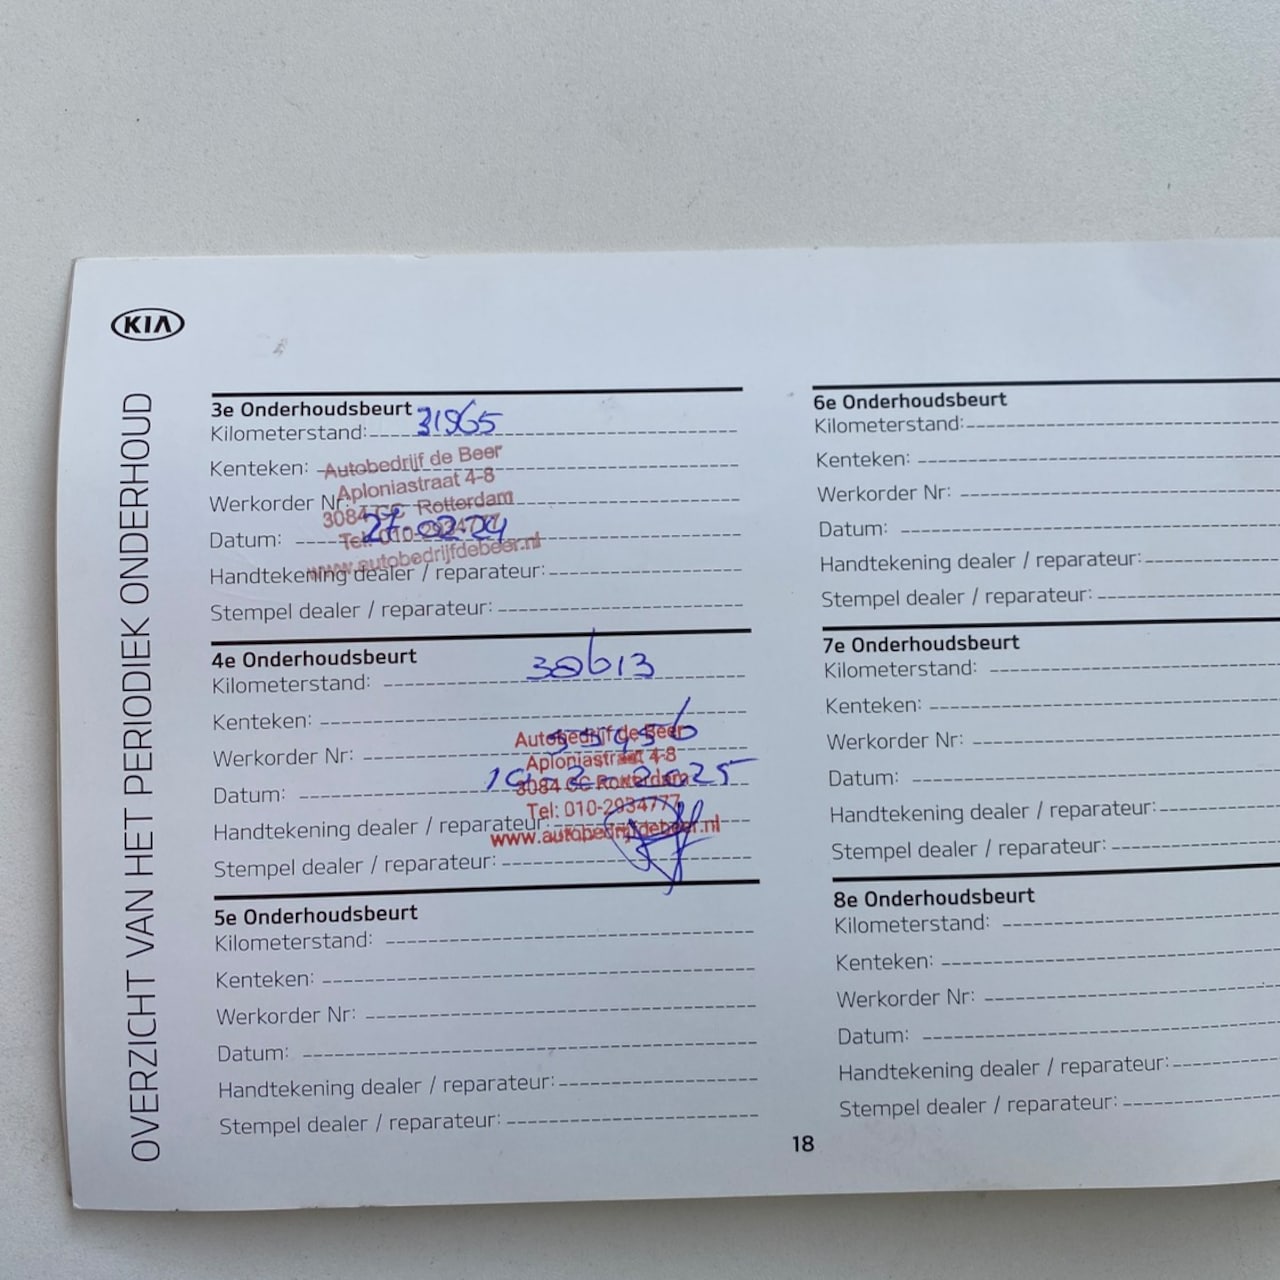 KIA
OVERZICHT VAN HET PERIODIEK ONDERHOUD
3e Onderhoudsbeurt
Kilometerstand: 31965
Kenteken:
Werkorder Nr:
Datum: 27-02-24
Handtekening dealer / reparateur:
Stempel dealer / reparateur:
Autobedrijf de Beer
Aploniastraat 4-8
3084 CC Rotterdam
Tel: 010-2934777
www.autobedrijfdebeer.nl
4e Onderhoudsbeurt
Kilometerstand: 38613
Kenteken:
Werkorder Nr:
Datum:
Handtekening dealer / reparateur:
Stempel dealer / reparateur:
Autobedrijf de Beer
Aploniastraat 4-8
3084 CC Rotterdam
Tel: 010-2934777
www.autobedrijfdebeer.nl
5e Onderhoudsbeurt
Kilometerstand:
Kenteken:
Werkorder Nr:
Datum:
Handtekening dealer / reparateur:
Stempel dealer / reparateur:
6e Onderhoudsbeurt
Kilometerstand:
Kenteken:
Werkorder Nr:
Datum:
Handtekening dealer / reparateur:
Stempel dealer / reparateur:
7e Onderhoudsbeurt
Kilometerstand:
Kenteken:
Werkorder Nr:
Datum:
Handtekening dealer / reparateur:
Stempel dealer / reparateur:
8e Onderhoudsbeurt
Kilometerstand:
Kenteken:
Werkorder Nr:
Datum:
Handtekening dealer / reparateur:
Stempel dealer / reparateur:
18